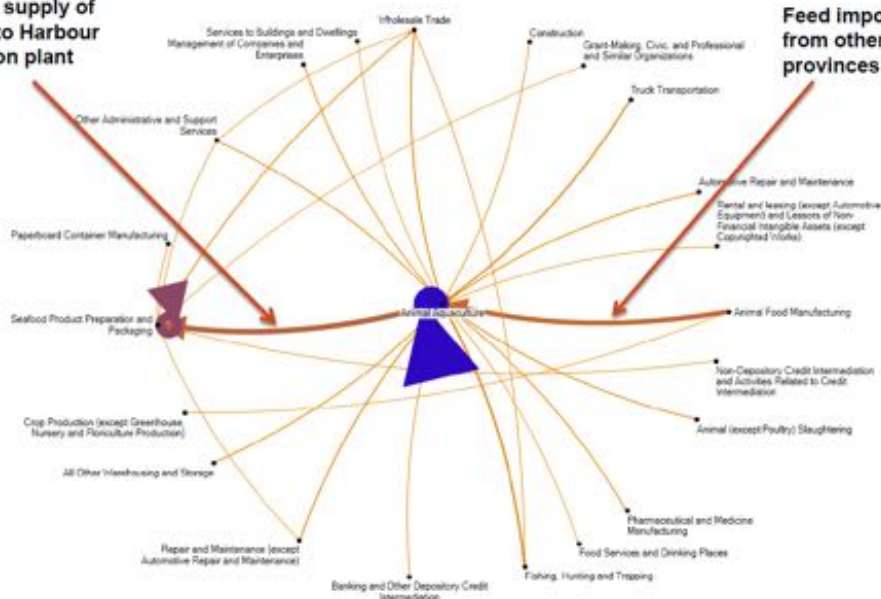 supply of
to Harbour
on plant
Feed impo
from other
provinces
Wholesale Trade
Services to Buildings and Dwellings
Management of Companies and
Enterprises
Construction
Grant-Making, Civic, and Professional
and Similar Organizations
Truck Transportation
Other Administrative and Support
Services
Automotive Repair and Maintenance
Rental and leasing (except Automotive
Equipment) and Lessors of Non-
Financial Intangible Assets (except
Copyrighted Works)
Paperboard Container Manufacturing
Seafood Product Preparation and
Packaging
Animal Aquaculture
Animal Food Manufacturing
Non-Depository Credit Intermediation
and Activities Related to Credit
Intermediation
Crop Production (except Greenhouse,
Nursery and Floriculture Production)
Animal (except Poultry) Slaughtering
All Other Warehousing and Storage
Pharmaceutical and Medicine
Manufacturing
Repair and Maintenance (except
Automotive Repair and Maintenance)
Food Services and Drinking Places
Fishing, Hunting and Trapping
Banking and Other Depository Credit
Intermediation